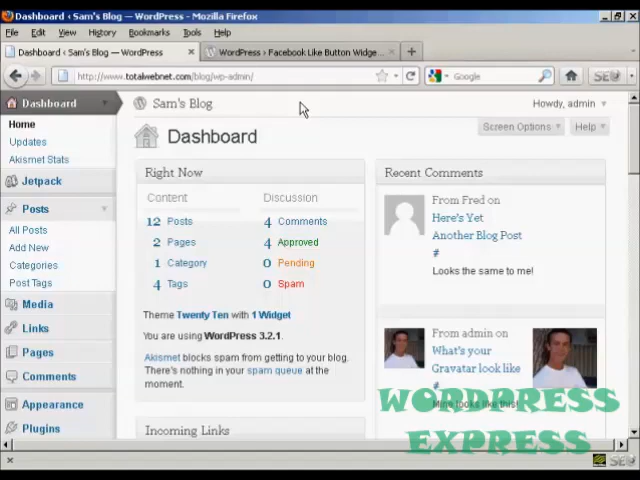 Dashboard ‹ Sam's Blog — WordPress - Mozilla Firefox
File Edit View History Bookmarks Tools Help
Dashboard ‹ Sam's Blog — WordPress × WordPress › Facebook Like Button Widge... × +
http://www.totalwebnet.com/blog/wp-admin/ Google
Dashboard
Sam's Blog Howdy, admin
Home
Dashboard
Screen Options Help
Updates
Akismet Stats
Jetpack
Posts
All Posts
Add New
Categories
Post Tags
Media
Links
Pages
Comments
Appearance
Plugins
Right Now
Content Discussion
12 Posts 4 Comments
2 Pages 4 Approved
1 Category 0 Pending
4 Tags 0 Spam
Theme Twenty Ten with 1 Widget
You are using WordPress 3.2.1.
Akismet blocks spam from getting to your blog.
There's nothing in your spam queue at the
moment.
Incoming Links
Recent Comments
From Fred on
Here's Yet
Another Blog Post
#
Looks the same to me!
From admin on
What's your
Gravatar look like
#
Mine looks like this!
WORDPRESS
EXPRESS